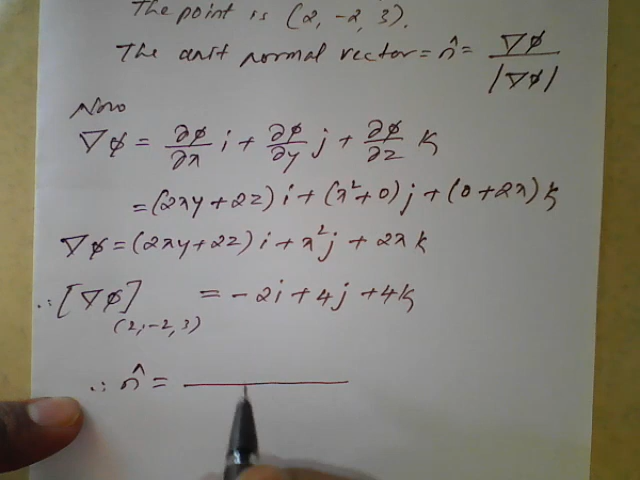 The point is (2, -2, 3).
The unit normal vector = n̂ = ∇φ / |∇φ|
Now
∇φ = ∂φ/∂x i + ∂φ/∂y j + ∂φ/∂z k
= (2xy + 2z) i + (x² + 0) j + (0 + 2x) k
∇φ = (2xy + 2z) i + x² j + 2x k
∴ [∇φ](2, -2, 3) = -2i + 4j + 4k
∴ n̂ =